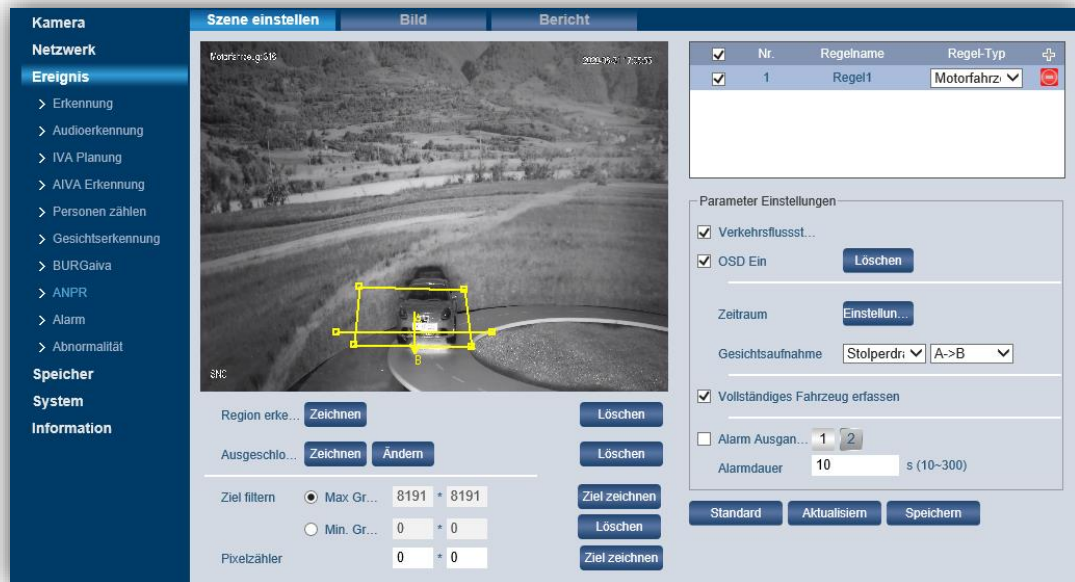 Kamera
Netzwerk
Ereignis
Erkennung
Audioerkennung
IVA Planung
AIVA Erkennung
Personen zählen
Gesichtserkennung
BURGaiva
ANPR
Alarm
Abnormalität
Speicher
System
Information
Szene einstellen Bild Bericht
SNC
B
Region erke... Zeichnen Löschen
Ausgeschlo... Zeichnen Ändern Löschen
Ziel filtern Max Gr... 8191 * 8191 Ziel zeichnen
Min. Gr... 0 * 0 Löschen
Pixelzähler 0 * 0 Ziel zeichnen
Nr. Regelname Regel-Typ
1 Regel1 Motorfahrz
Parameter Einstellungen
Verkehrsflussst...
OSD Ein Löschen
Zeitraum Einstellun...
Gesichtsaufnahme Stolperdr A->B
Vollständiges Fahrzeug erfassen
Alarm Ausgan... 1 2
Alarmdauer 10 s (10~300)
Standard Aktualisiern Speichern